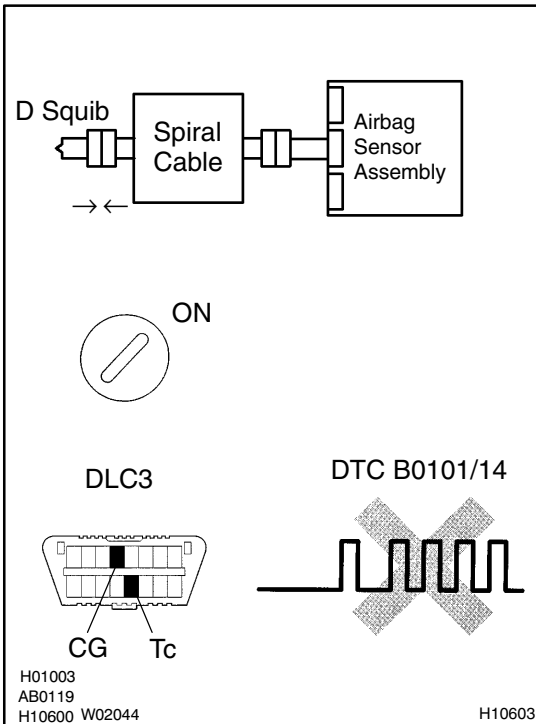 D Squib
Spiral
Cable
Airbag
Sensor
Assembly
ON
DLC3
DTC B0101/14
CG
Tc
H01003
AB0119
H10600 W02044
H10603